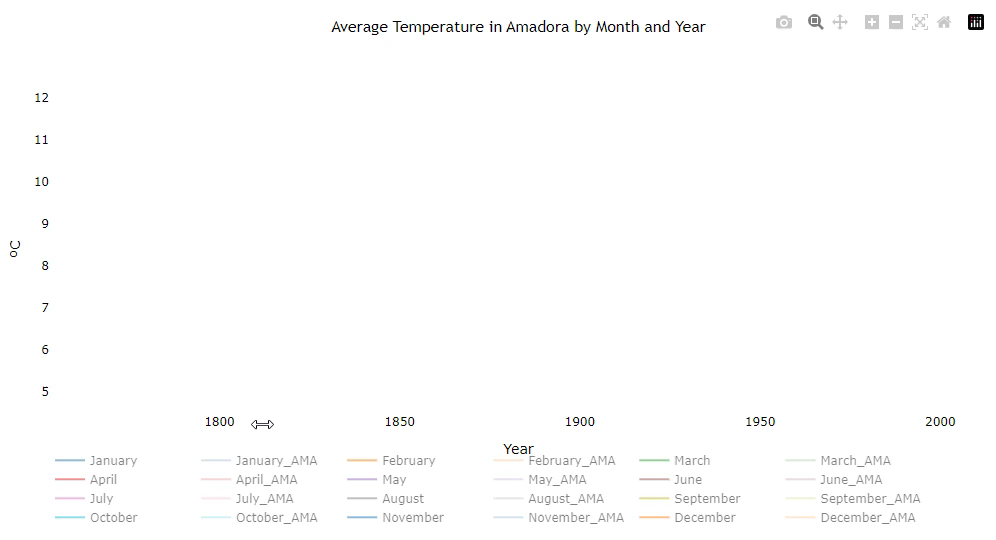 Average Temperature in Amadora by Month and Year
12
11
10
9
8
7
6
5
ºC
1800 1850 1900 1950 2000
Year
January January_AMA February February_AMA March March_AMA
April April_AMA May May_AMA June June_AMA
July July_AMA August August_AMA September September_AMA
October October_AMA November November_AMA December December_AMA